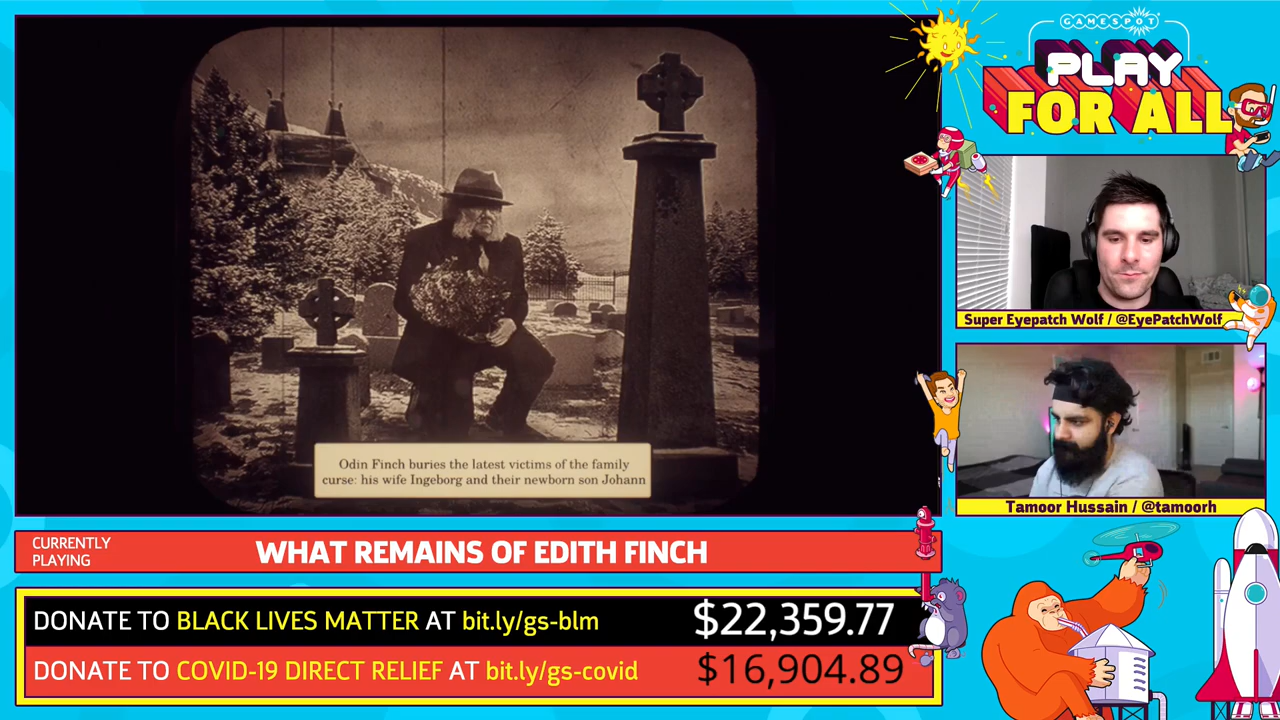 GAMESPOT
PLAY
FOR ALL
Odin Finch buries the latest victims of the family
curse: his wife Ingeborg and their newborn son Johann
Super Eyepatch Wolf / @EyePatchWolf
Tamoor Hussain / @tamoorh
CURRENTLY
PLAYING
WHAT REMAINS OF EDITH FINCH
DONATE TO BLACK LIVES MATTER AT bit.ly/gs-blm $22,359.77
DONATE TO COVID-19 DIRECT RELIEF AT bit.ly/gs-covid $16,904.89